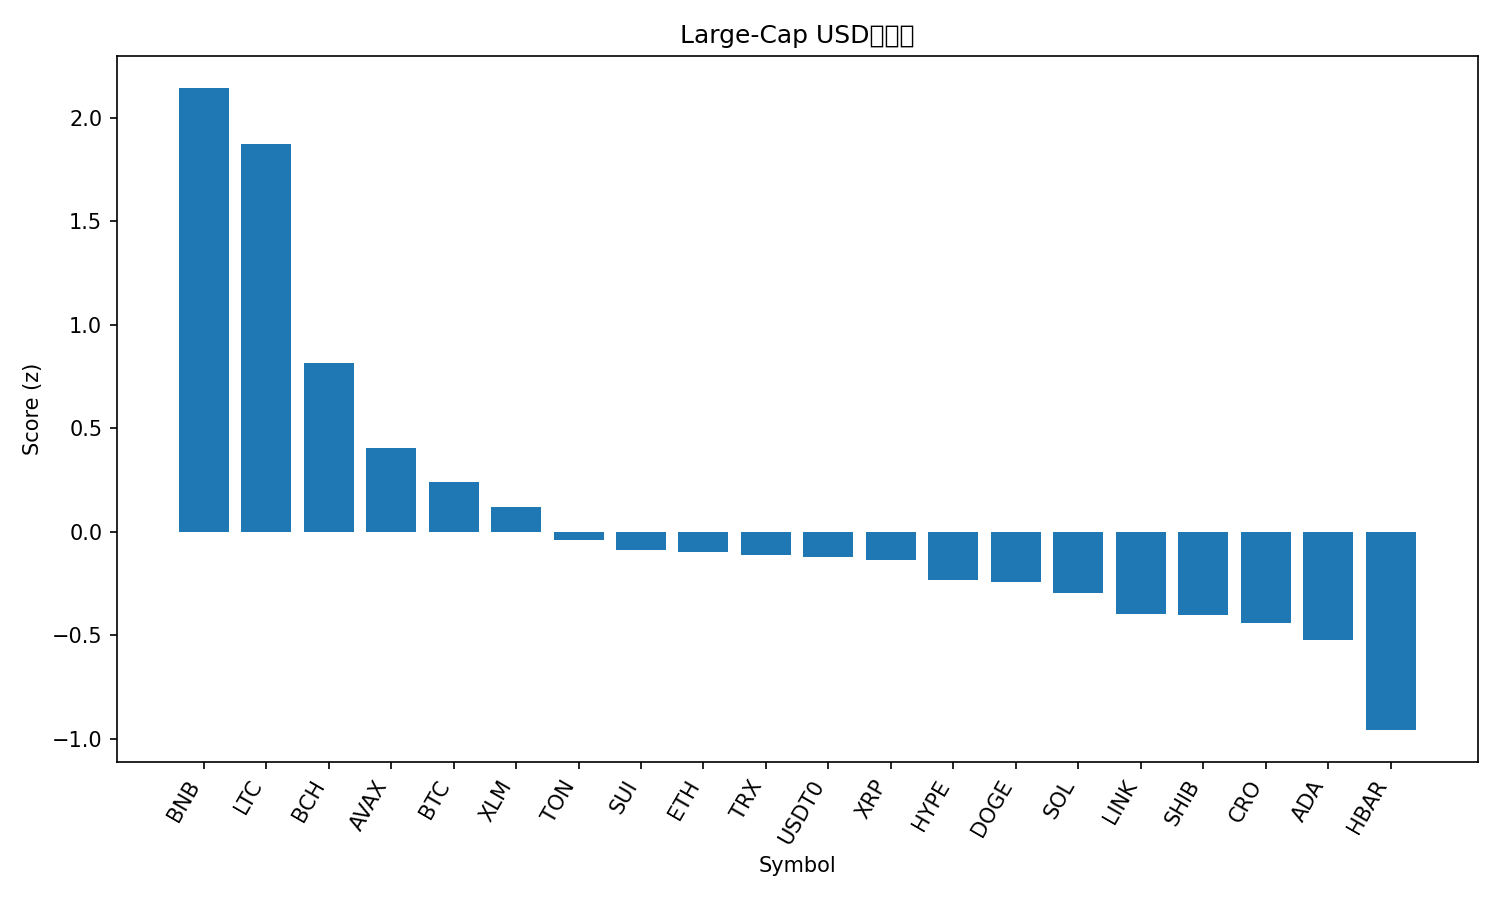 Large-Cap USD
Score (z)
2.0
1.5
1.0
0.5
0.0
−0.5
−1.0
BNB
LTC
BCH
AVAX
BTC
XLM
TON
SUI
ETH
TRX
USDT0
XRP
HYPE
DOGE
SOL
LINK
SHIB
CRO
ADA
HBAR
Symbol